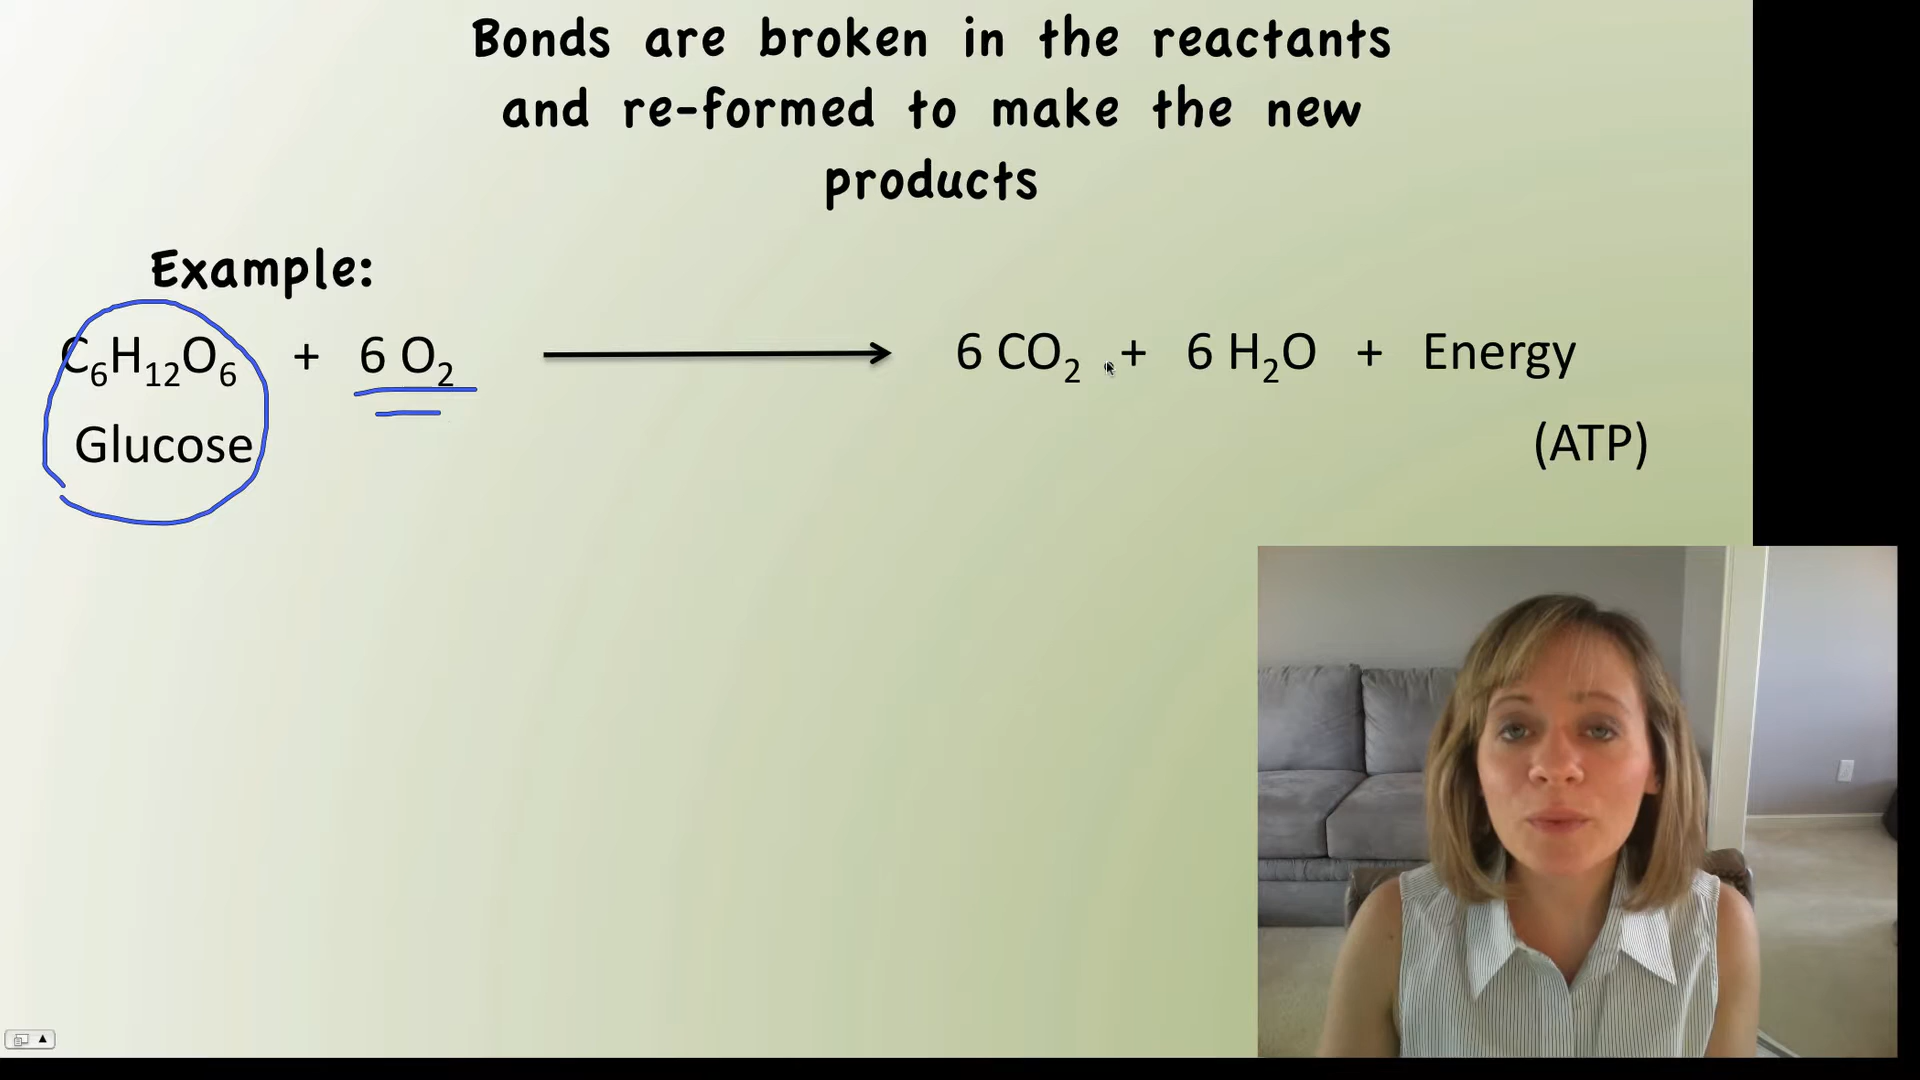 Bonds are broken in the reactants
and re-formed to make the new
products
Example:
C₆H₁₂O₆ + 6 O₂ → 6 CO₂ + 6 H₂O + Energy
Glucose (ATP)